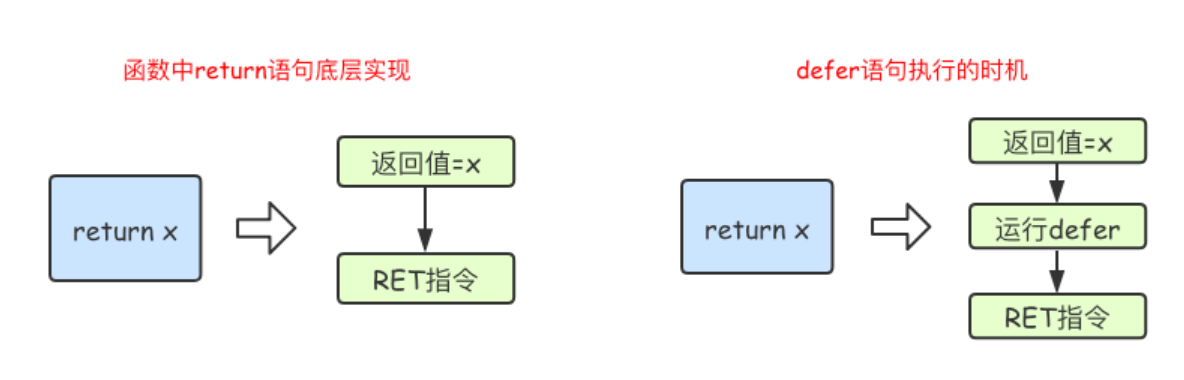 函数中return语句底层实现
return x
返回值=x
RET指令
defer语句执行的时机
return x
返回值=x
运行defer
RET指令